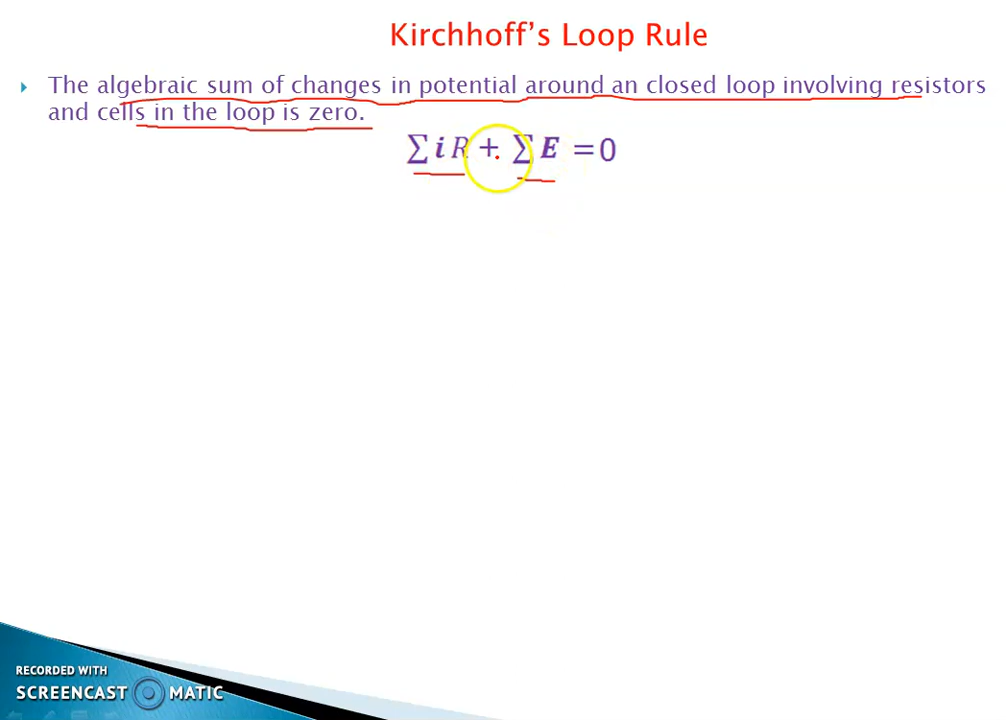 Kirchhoff's Loop Rule
The algebraic sum of changes in potential around an closed loop involving resistors
and cells in the loop is zero.
∑ i R + ∑ E = 0
RECORDED WITH
SCREENCAST MATIC